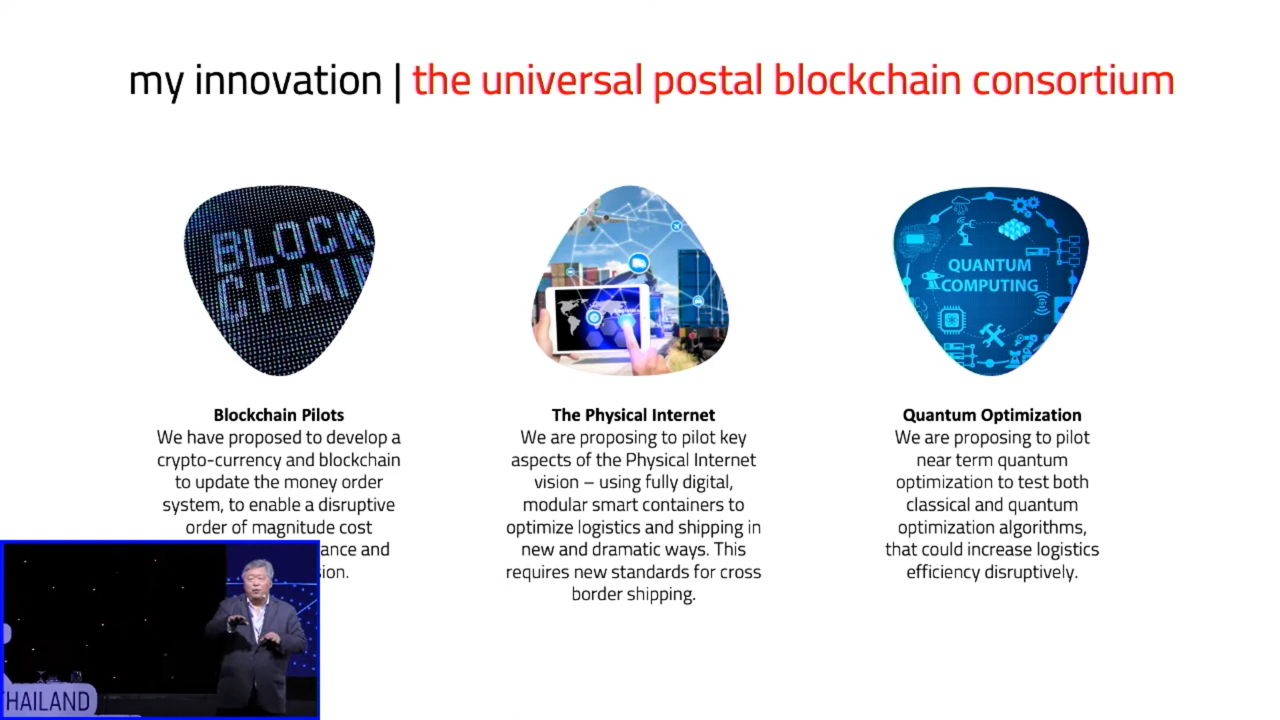 my innovation | the universal postal blockchain consortium
BLOCK
CHAIN
QUANTUM
COMPUTING
Blockchain Pilots
We have proposed to develop a
crypto-currency and blockchain
to update the money order
system, to enable a disruptive
order of magnitude cost
and
The Physical Internet
We are proposing to pilot key
aspects of the Physical Internet
vision – using fully digital,
modular smart containers to
optimize logistics and shipping in
new and dramatic ways. This
requires new standards for cross
border shipping.
Quantum Optimization
We are proposing to pilot
near term quantum
optimization to test both
classical and quantum
optimization algorithms,
that could increase logistics
efficiency disruptively.
HAILAND